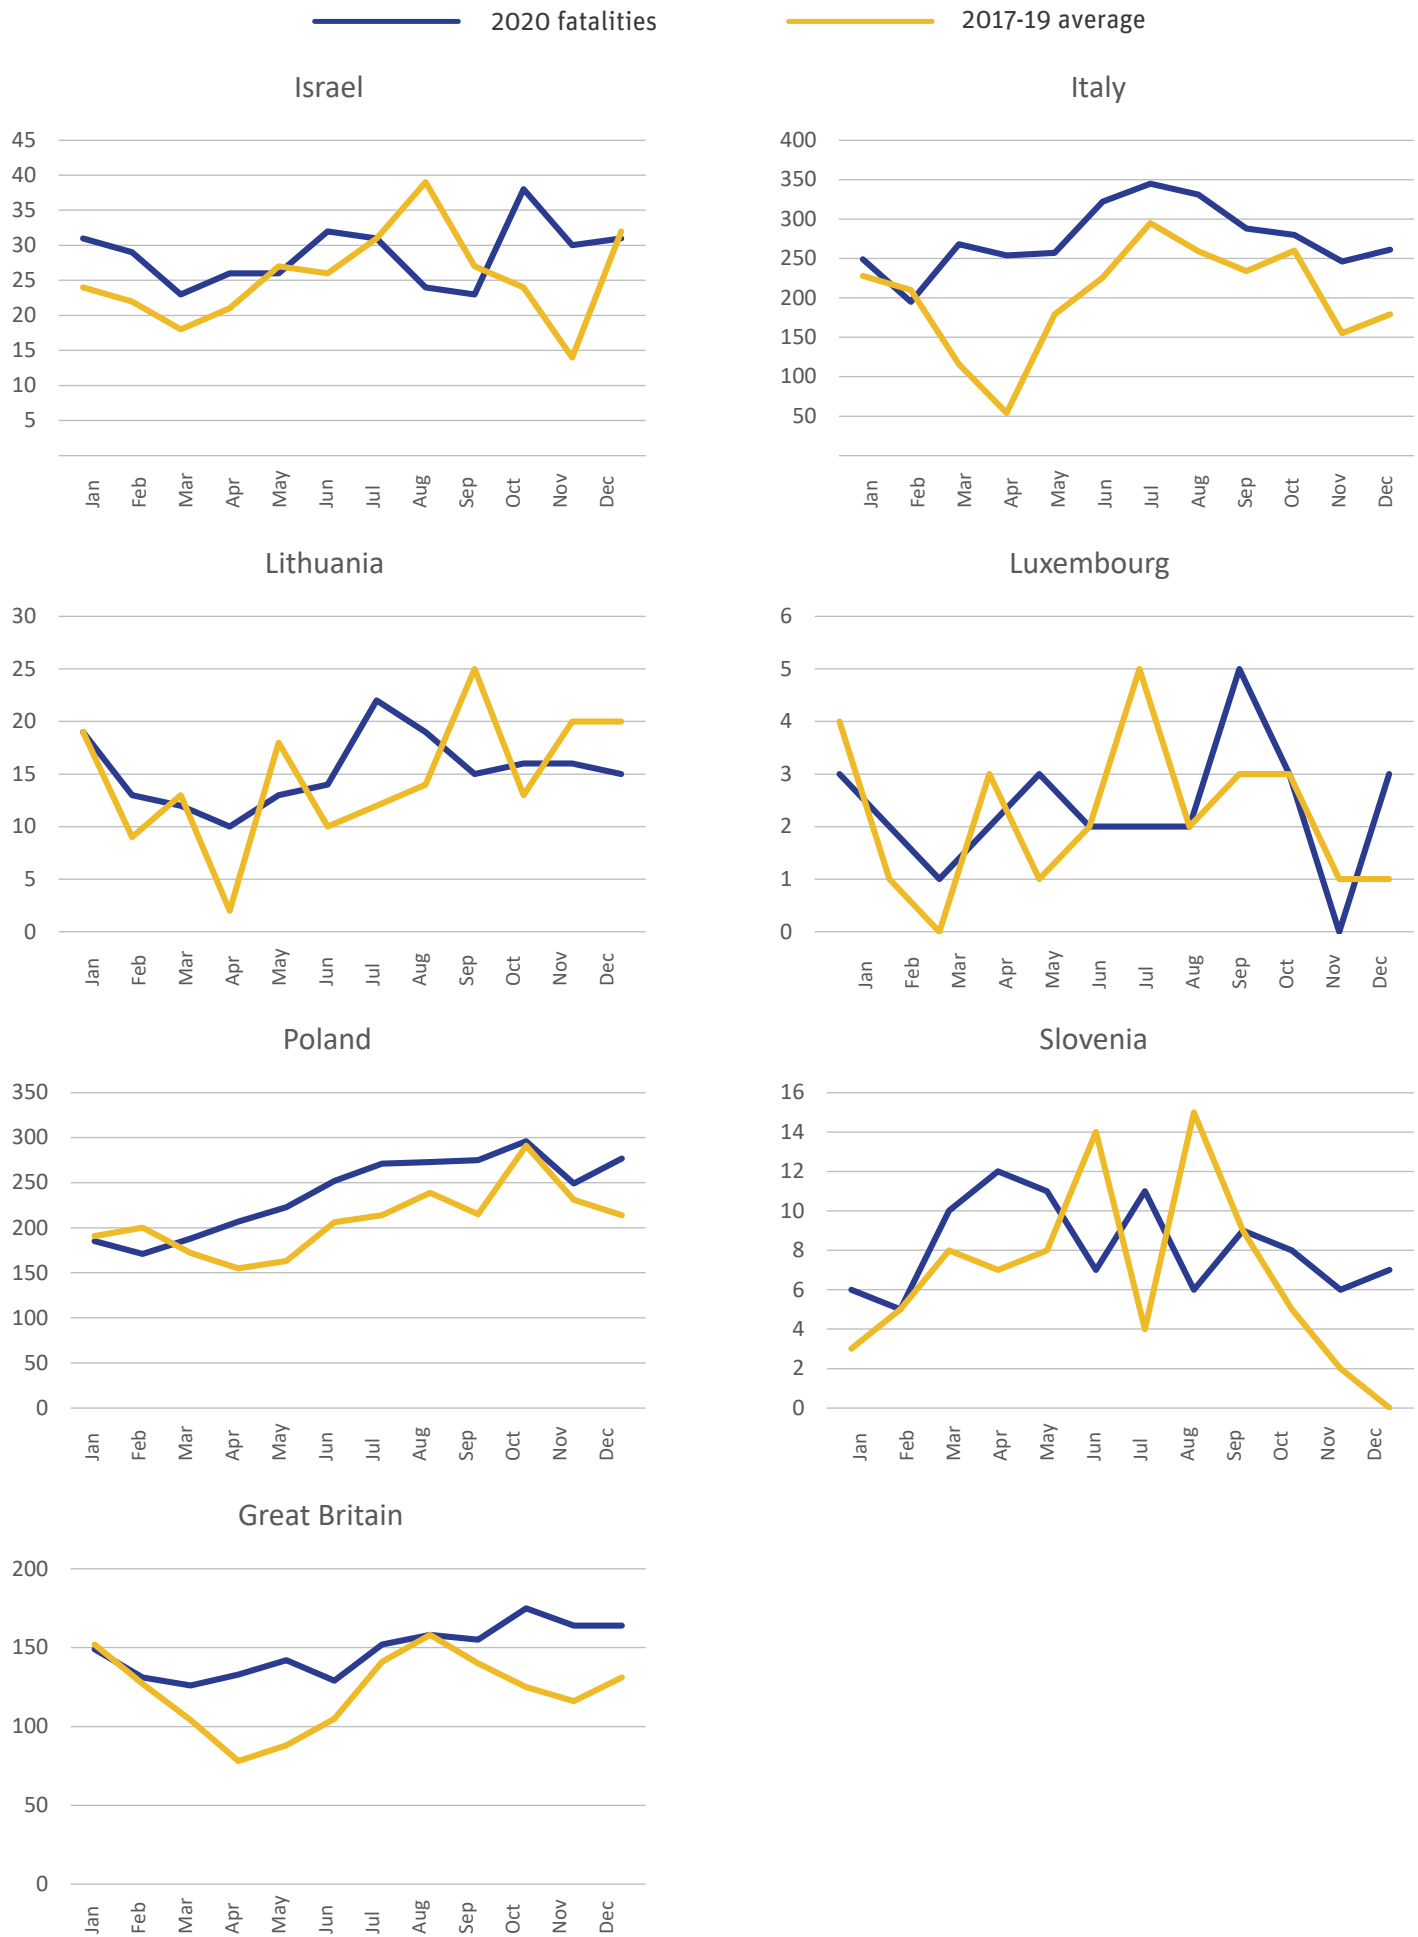 2020 fatalities
2017-19 average
Israel
45
40
35
30
25
20
15
10
5
Jan
Feb
Mar
Apr
May
Jun
Jul
Aug
Sep
Oct
Nov
Dec
Italy
400
350
300
250
200
150
100
50
Jan
Feb
Mar
Apr
May
Jun
Jul
Aug
Sep
Oct
Nov
Dec
Lithuania
30
25
20
15
10
5
0
Jan
Feb
Mar
Apr
May
Jun
Jul
Aug
Sep
Oct
Nov
Dec
Luxembourg
6
5
4
3
2
1
0
Jan
Feb
Mar
Apr
May
Jun
Jul
Aug
Sep
Oct
Nov
Dec
Poland
350
300
250
200
150
100
50
0
Jan
Feb
Mar
Apr
May
Jun
Jul
Aug
Sep
Oct
Nov
Dec
Slovenia
16
14
12
10
8
6
4
2
0
Jan
Feb
Mar
Apr
May
Jun
Jul
Aug
Sep
Oct
Nov
Dec
Great Britain
200
150
100
50
0
Jan
Feb
Mar
Apr
May
Jun
Jul
Aug
Sep
Oct
Nov
Dec